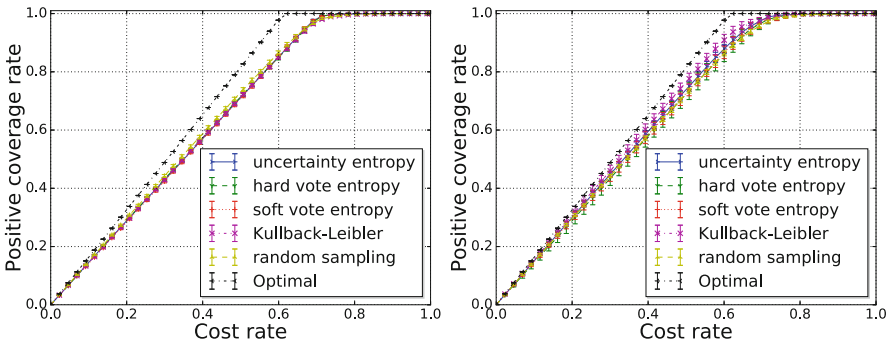 Positive coverage rate
1.0
0.8
0.6
0.4
0.2
0.0
0.0 0.2 0.4 0.6 0.8 1.0
Cost rate
uncertainty entropy
hard vote entropy
soft vote entropy
Kullback-Leibler
random sampling
Optimal
Positive coverage rate
1.0
0.8
0.6
0.4
0.2
0.0
0.0 0.2 0.4 0.6 0.8 1.0
Cost rate
uncertainty entropy
hard vote entropy
soft vote entropy
Kullback-Leibler
random sampling
Optimal